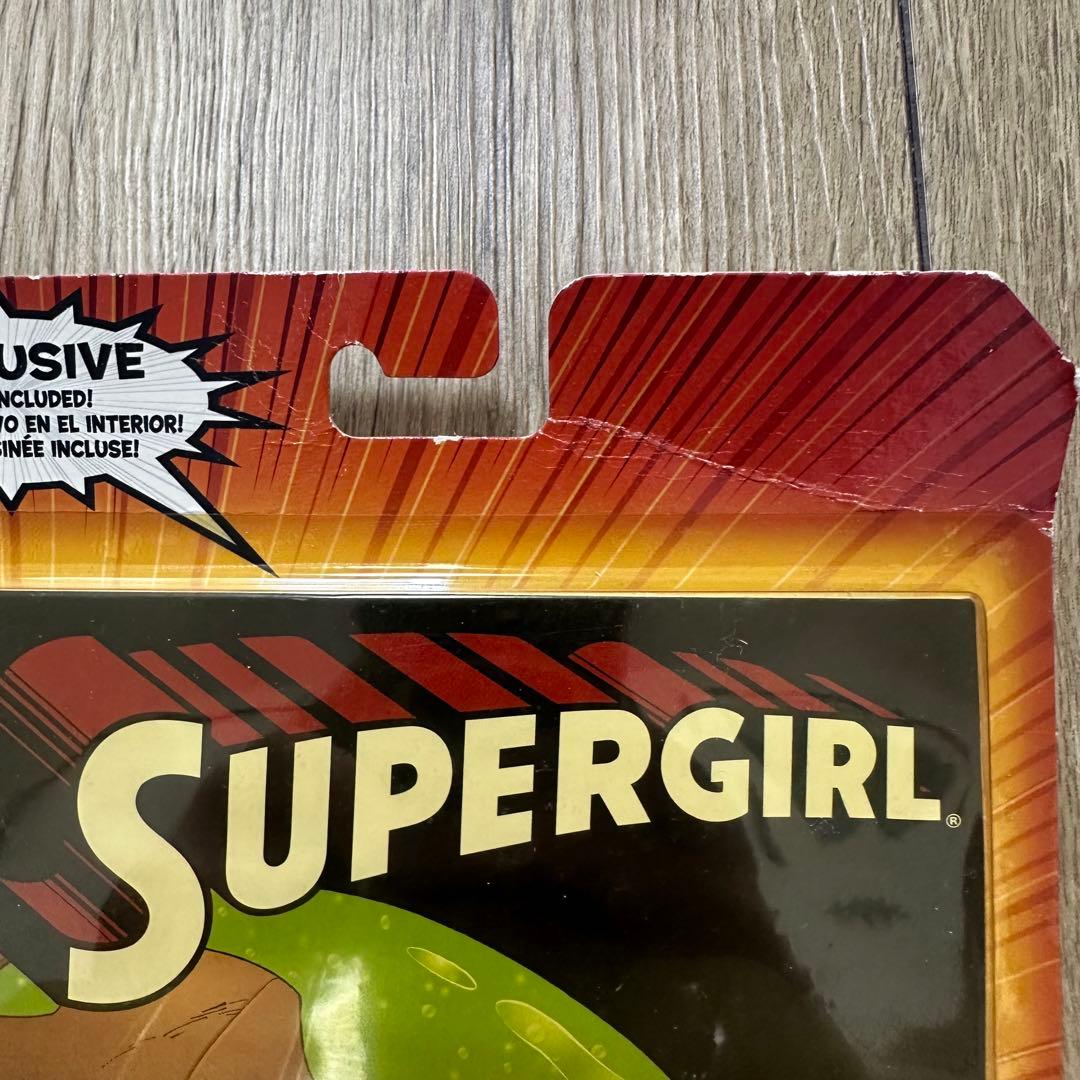 USIVE
NCLUDED!
VO EN EL INTERIOR!
SINÉE INCLUSE!
SUPERGIRL®